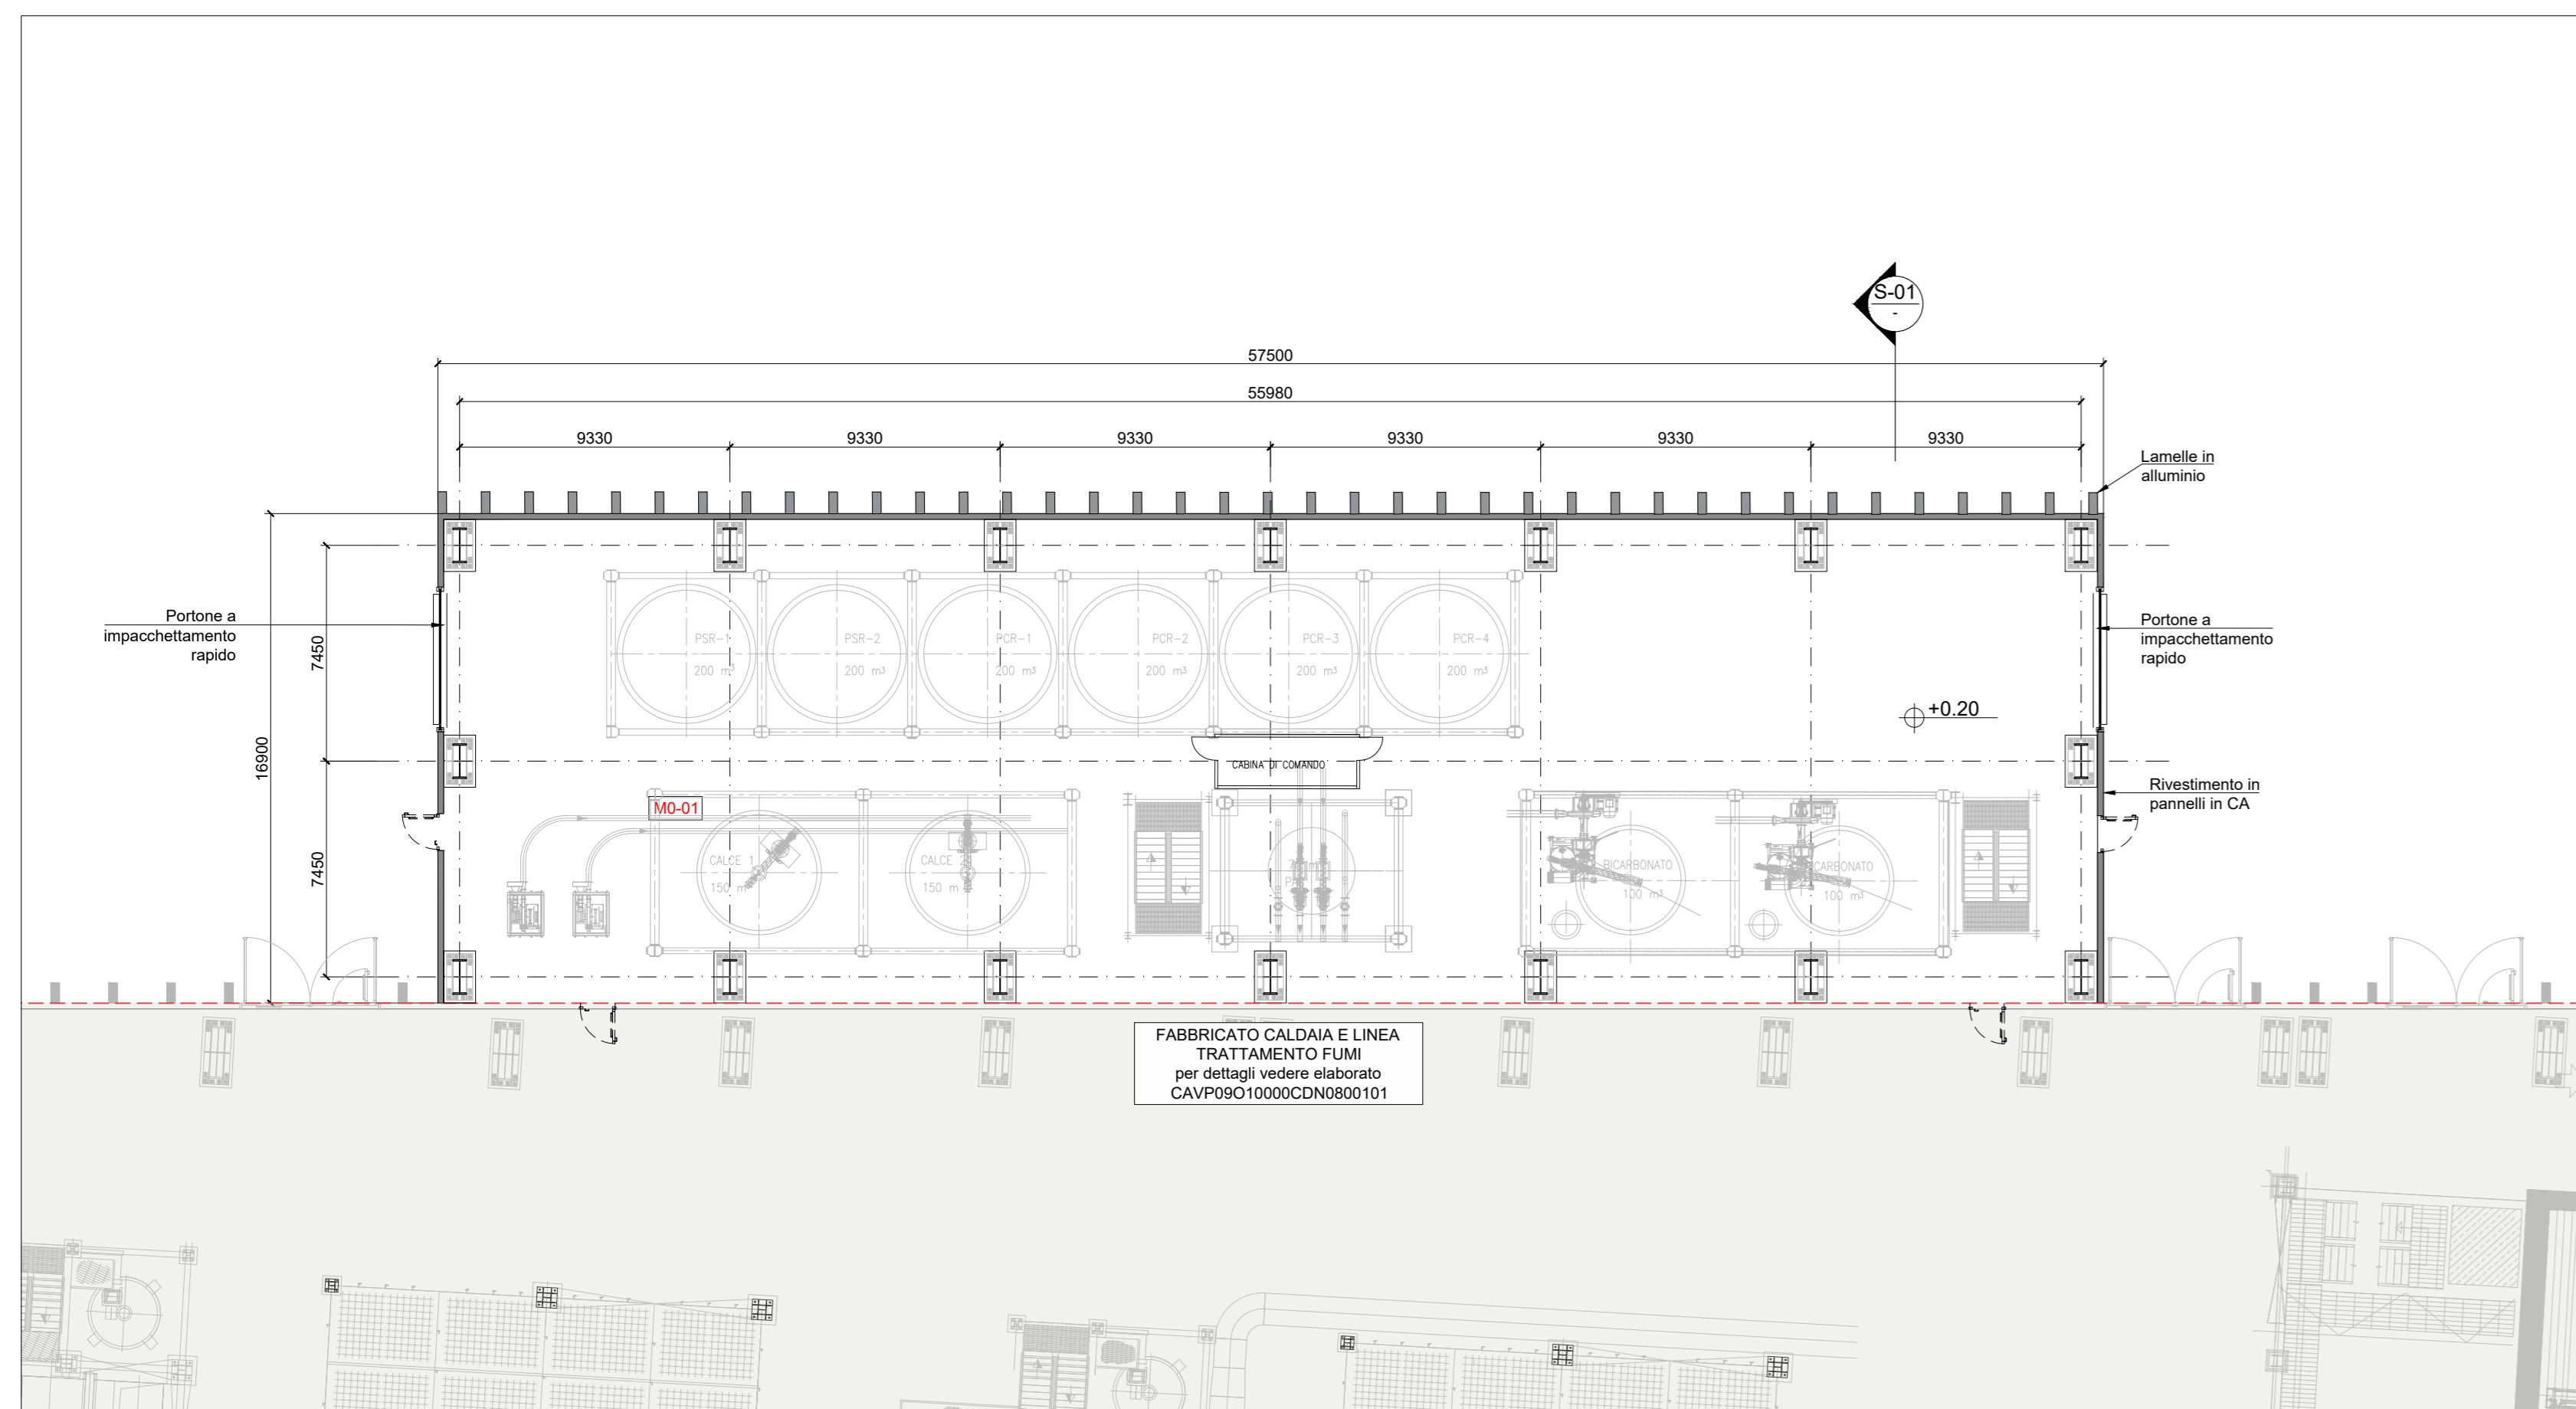 S-01
-
57500
55980
9330
9330
9330
9330
9330
9330
Lamelle in
alluminio
Portone a
impacchettamento
rapido
7450
16900
7450
PSR-1
200 m³
PSR-2
200 m³
PCR-1
200 m³
PCR-2
200 m³
PCR-3
200 m³
PCR-4
200 m³
Portone a
impacchettamento
rapido
+0.20
CABINA DI COMANDO
Rivestimento in
pannelli in CA
M0-01
CALCE 1
150 m
CALCE 2
150 m
BICARBONATO
100 m³
CARBONATO
100 m³
FABBRICATO CALDAIA E LINEA
TRATTAMENTO FUMI
per dettagli vedere elaborato
CAVP09O10000CDN0800101